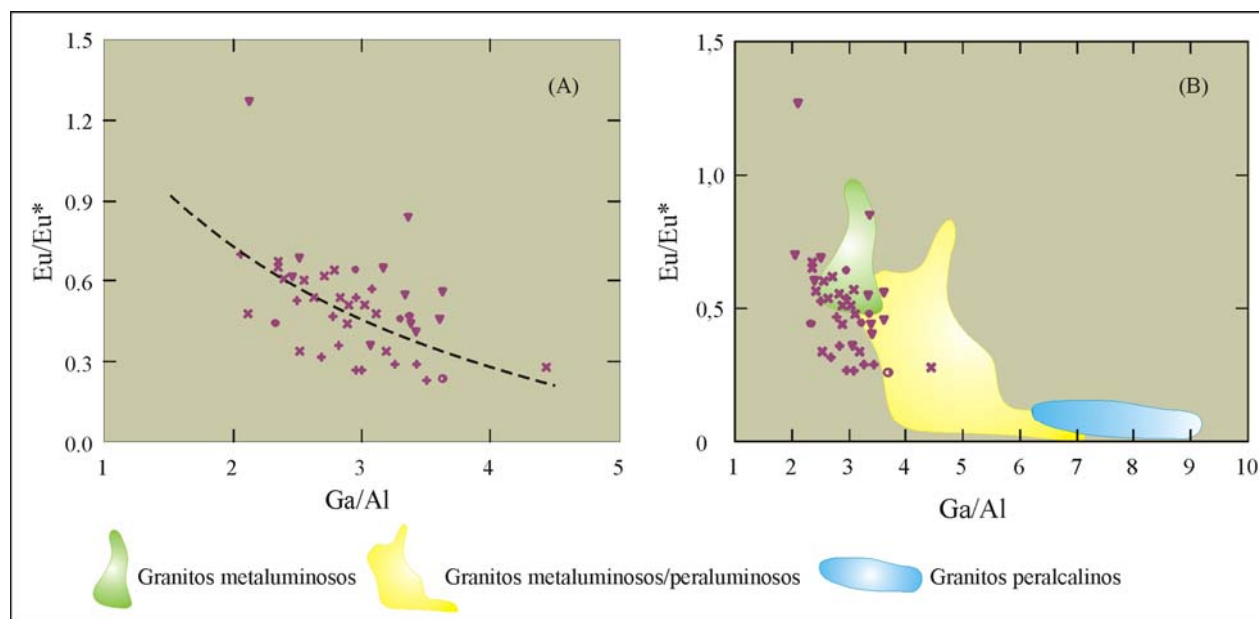 1.5
1.2
0.9
0.6
0.3
0.0
Eu/Eu*
(A)
1 2 3 4 5
Ga/Al
1,5
1,0
0,5
0
Eu/Eu*
(B)
1 2 3 4 5 6 7 8 9 10
Ga/Al
Granitos metaluminosos
Granitos metaluminosos/peraluminosos
Granitos peralcalinos